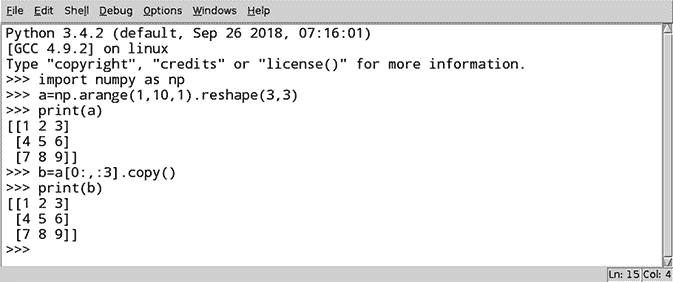 File Edit Shell Debug Options Windows Help
Python 3.4.2 (default, Sep 26 2018, 07:16:01)
[GCC 4.9.2] on linux
Type "copyright", "credits" or "license()" for more information.
>>> import numpy as np
>>> a=np.arange(1,10,1).reshape(3,3)
>>> print(a)
[[1 2 3]
 [4 5 6]
 [7 8 9]]
>>> b=a[0:,:3].copy()
>>> print(b)
[[1 2 3]
 [4 5 6]
 [7 8 9]]
>>>
Ln: 15 Col: 4